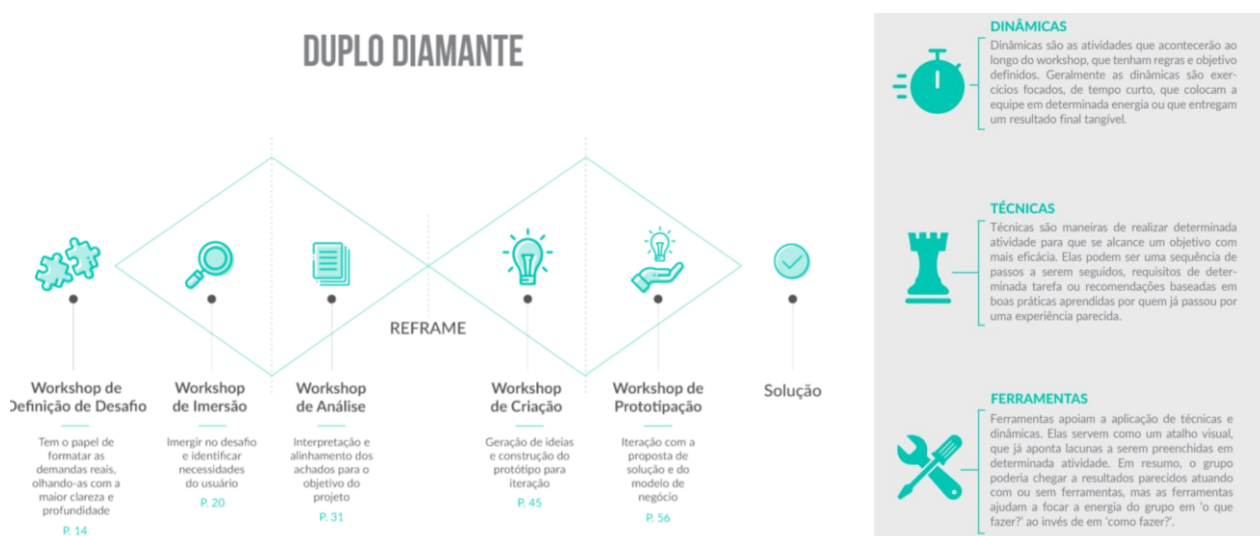 DUPLO DIAMANTE
REFRAME
Workshop de
Definição de Desafio
Tem o papel de
formatar as
demandas reais,
olhando-as com a
maior clareza e
profundidade
P. 14
Workshop
de Imersão
Imergir no desafio
e identificar
necessidades
do usuário
P. 20
Workshop
de Análise
Interpretação e
alinhamento dos
achados para o
objetivo do
projeto
P. 31
Workshop
de Criação
Geração de ideias
e construção do
protótipo para
iteração
P. 45
Workshop de
Prototipação
Iteração com a
proposta de
solução e do
modelo de
negócio
P. 56
Solução
DINÂMICAS
Dinâmicas são as atividades que acontecerão ao
longo do workshop, que tenham regras e objetivo
definidos. Geralmente as dinâmicas são exer-
cícios focados, de tempo curto, que colocam a
equipe em determinada energia ou que entregam
um resultado final tangível.
TÉCNICAS
Técnicas são maneiras de realizar determinada
atividade para que se alcance um objetivo com
mais eficácia. Elas podem ser uma sequência de
passos a serem seguidos, requisitos de deter-
minada tarefa ou recomendações baseadas em
boas práticas aprendidas por quem já passou por
uma experiência parecida.
FERRAMENTAS
Ferramentas apoiam a aplicação de técnicas e
dinâmicas. Elas servem como um atalho visual,
que já aponta lacunas a serem preenchidas em
determinada atividade. Em resumo, o grupo
poderia chegar a resultados parecidos atuando
com ou sem ferramentas, mas as ferramentas
ajudam a focar a energia do grupo em 'o que
fazer?' ao invés de em 'como fazer?'.